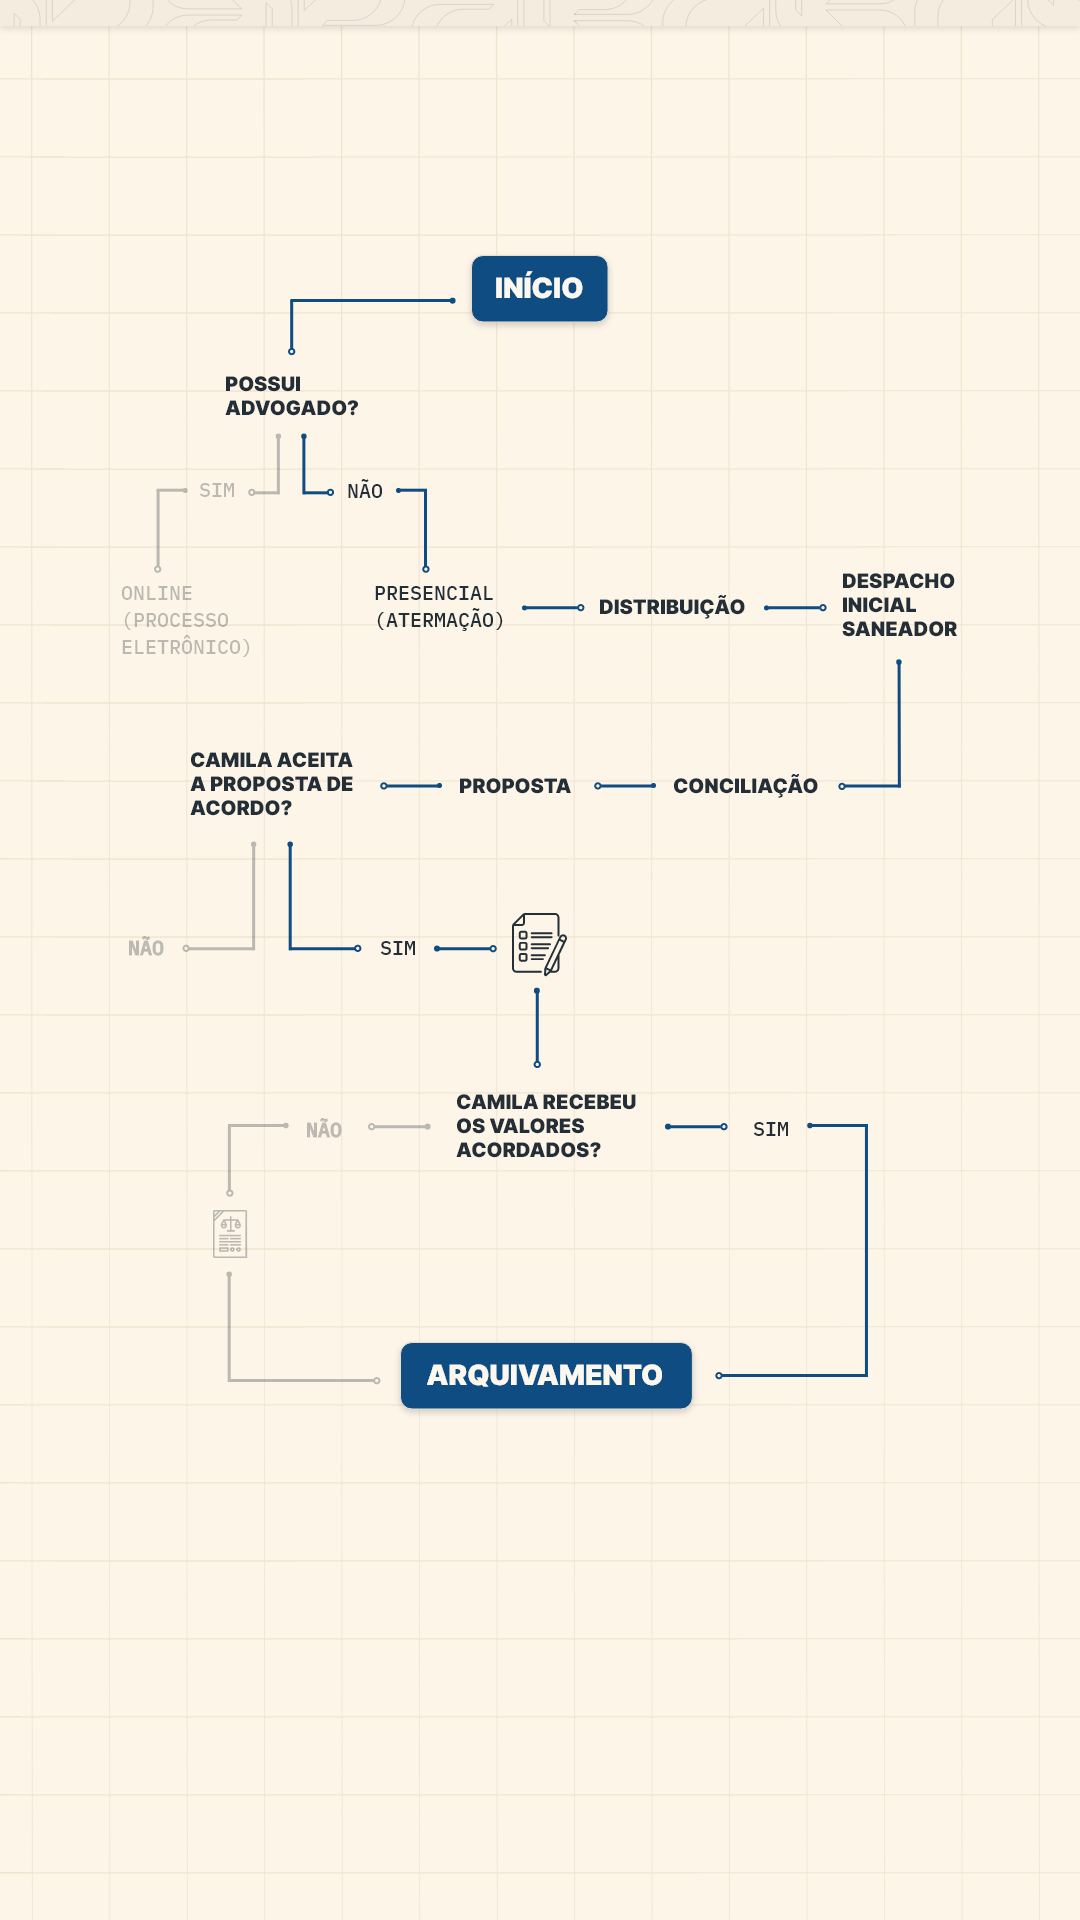 INÍCIO
POSSUI
ADVOGADO?
SIM
NÃO
ONLINE
(PROCESSO
ELETRÔNICO)
PRESENCIAL
(ATERMAÇÃO)
DISTRIBUIÇÃO
DESPACHO
INICIAL
SANEADOR
CAMILA ACEITA
A PROPOSTA DE
ACORDO?
PROPOSTA
CONCILIAÇÃO
NÃO
SIM
NÃO
CAMILA RECEBEU
OS VALORES
ACORDADOS?
SIM
ARQUIVAMENTO